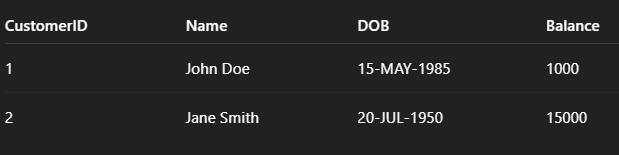 CustomerID Name DOB Balance
1 John Doe 15-MAY-1985 1000
2 Jane Smith 20-JUL-1950 15000